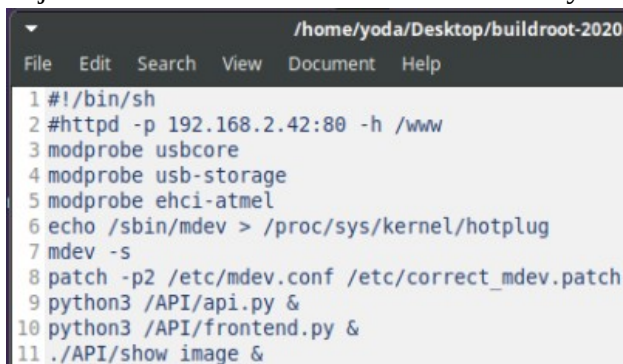 /home/yoda/Desktop/buildroot-2020
File Edit Search View Document Help
1 #!/bin/sh
2 #httpd -p 192.168.2.42:80 -h /www
3 modprobe usbcore
4 modprobe usb-storage
5 modprobe ehci-atmel
6 echo /sbin/mdev > /proc/sys/kernel/hotplug
7 mdev -s
8 patch -p2 /etc/mdev.conf /etc/correct_mdev.patch
9 python3 /API/api.py &
10 python3 /API/frontend.py &
11 ./API/show_image &